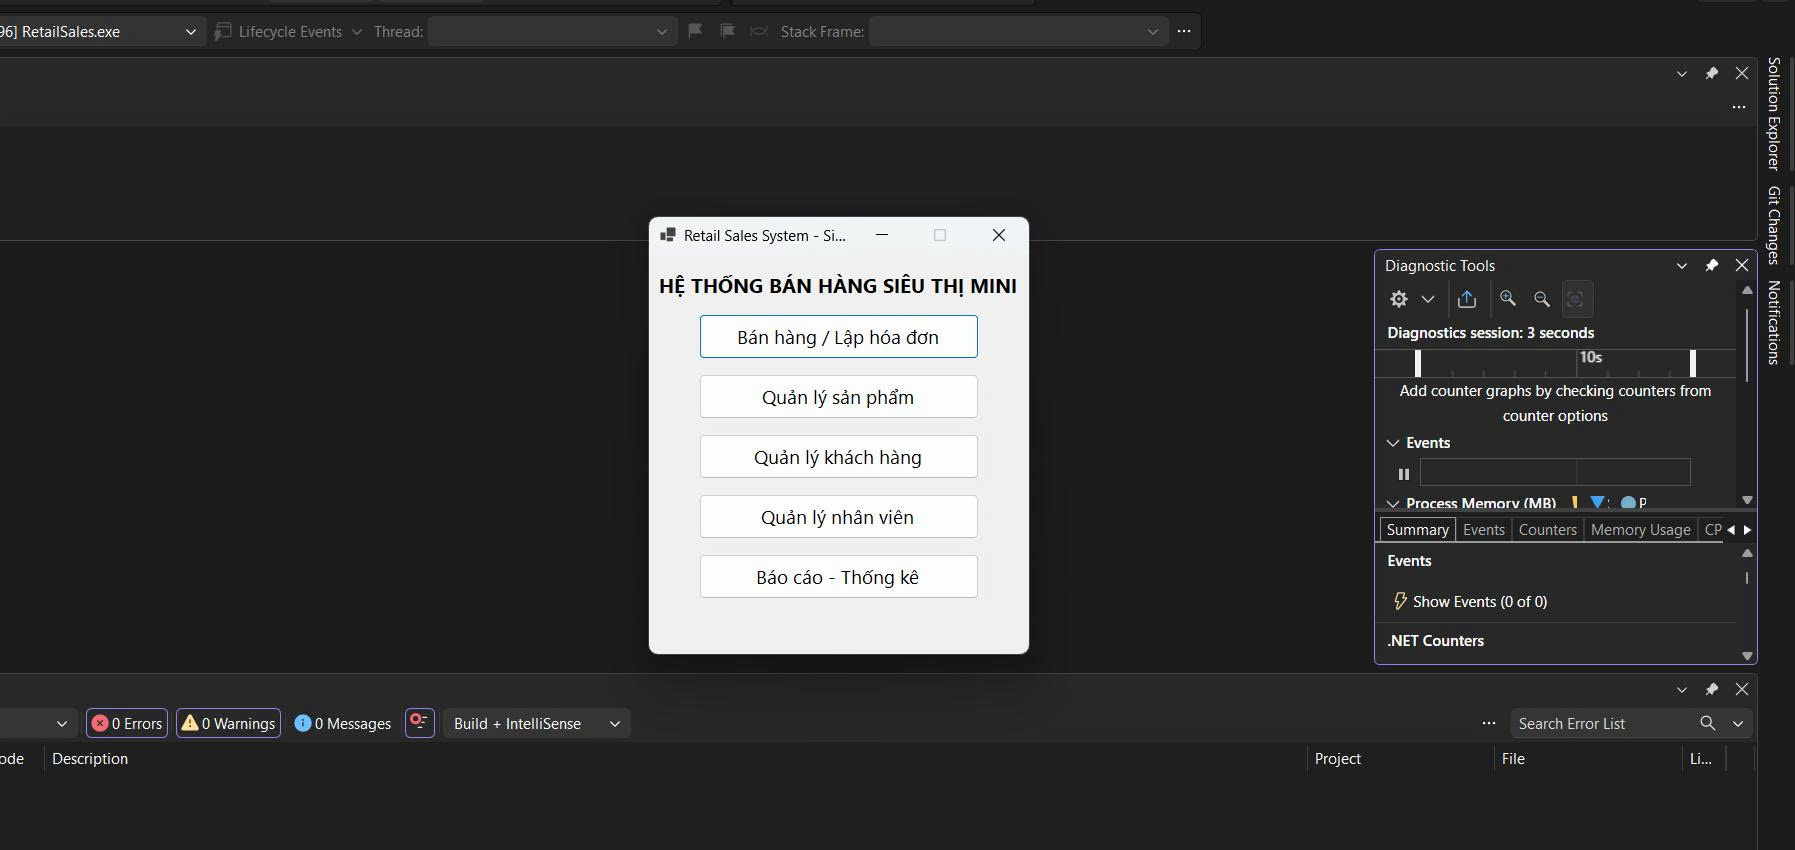 96] RetailSales.exe
Lifecycle Events
Thread:
Stack Frame:
Solution Explorer
Git Changes
Notifications
Retail Sales System - Si...
HỆ THỐNG BÁN HÀNG SIÊU THỊ MINI
Bán hàng / Lập hóa đơn
Quản lý sản phẩm
Quản lý khách hàng
Quản lý nhân viên
Báo cáo - Thống kê
Diagnostic Tools
Diagnostics session: 3 seconds
10s
Add counter graphs by checking counters from
counter options
Events
Process Memory (MB)
Summary Events Counters Memory Usage CP
Events
Show Events (0 of 0)
.NET Counters
0 Errors
0 Warnings
0 Messages
Build + IntelliSense
Search Error List
ode Description Project File Li...